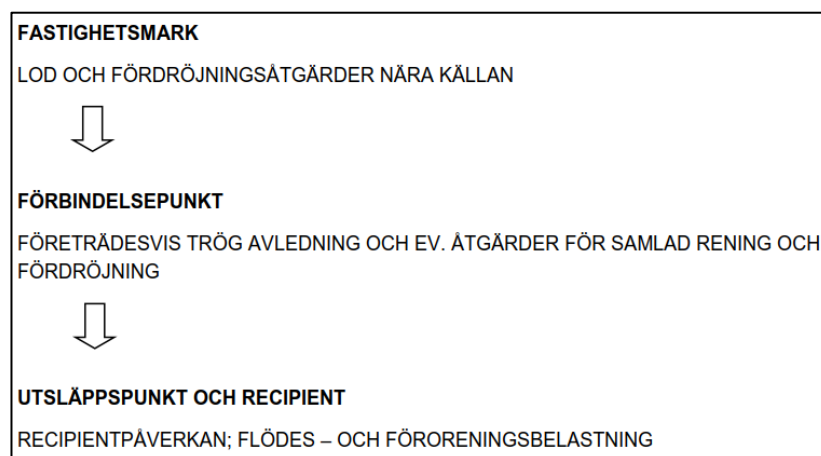 FASTIGHETSMARK
LOD OCH FÖRDRÖJNINGSÅTGÄRDER NÄRA KÄLLAN
FÖRBINDELSEPUNKT
FÖRETRÄDESVIS TRÖG AVLEDNING OCH EV. ÅTGÄRDER FÖR SAMLAD RENING OCH
FÖRDRÖJNING
UTSLÄPPSPUNKT OCH RECIPIENT
RECIPIENTPÅVERKAN; FLÖDES – OCH FÖRORENINGSBELASTNING